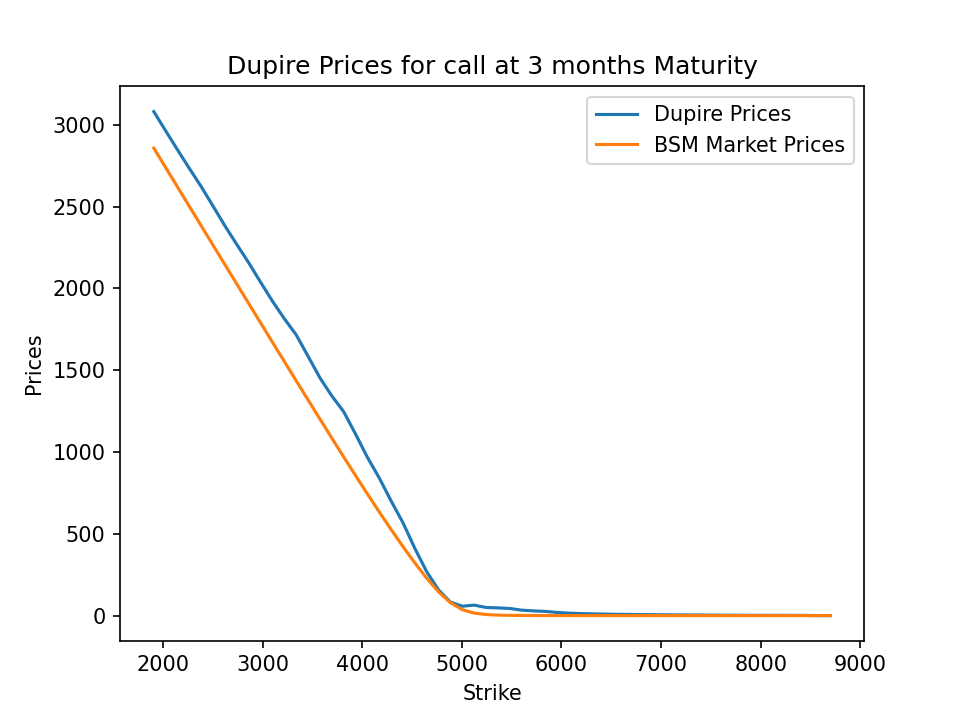 Dupire Prices for call at 3 months Maturity
Dupire Prices
BSM Market Prices
3000
2500
2000
1500
1000
500
0
Prices
2000 3000 4000 5000 6000 7000 8000 9000
Strike